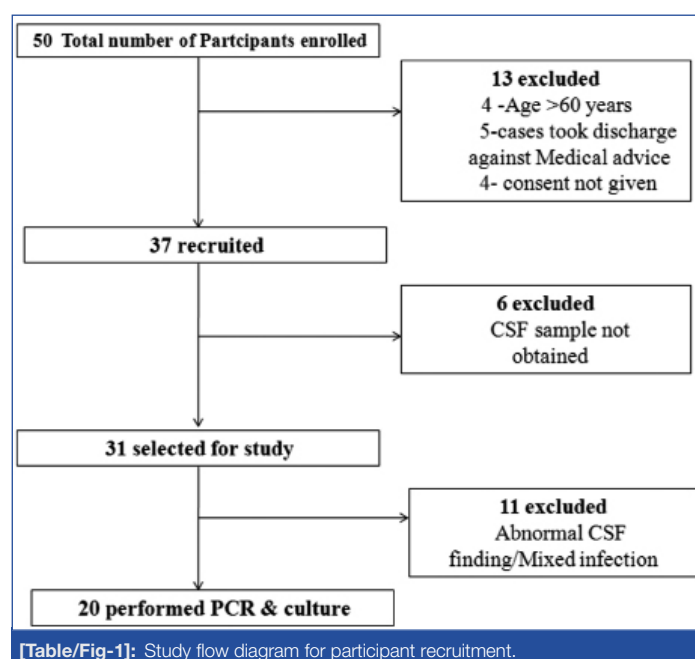 50 Total number of Partcipants enrolled
13 excluded
4 -Age >60 years
5-cases took discharge
against Medical advice
4- consent not given
37 recruited
6 excluded
CSF sample not
obtained
31 selected for study
11 excluded
Abnormal CSF
finding/Mixed infection
20 performed PCR & culture
[Table/Fig-1]: Study flow diagram for participant recruitment.